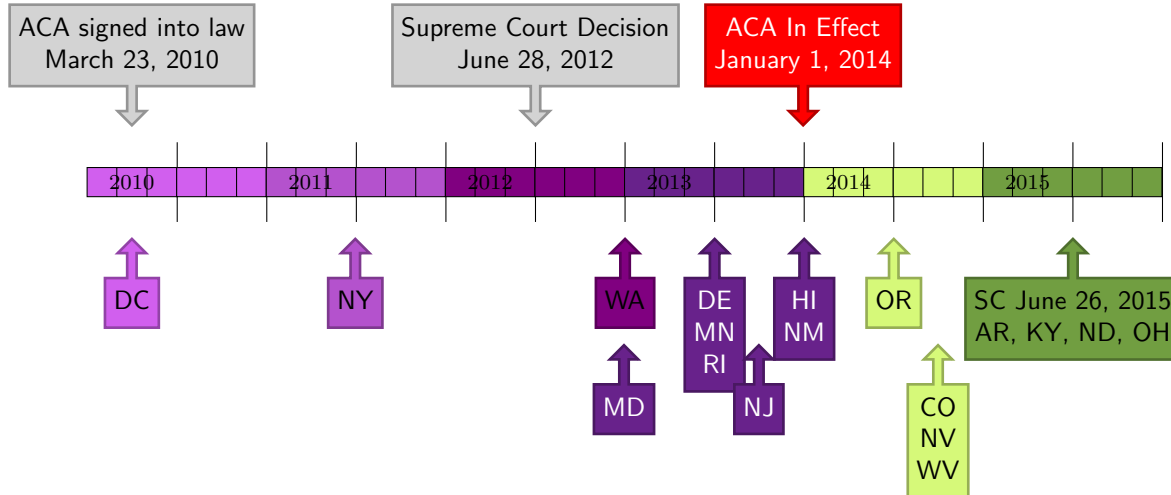 ACA signed into law
March 23, 2010
Supreme Court Decision
June 28, 2012
ACA In Effect
January 1, 2014
2010
2011
2012
2013
2014
2015
DC
NY
WA
MD
DE
MN
RI
NJ
HI
NM
OR
CO
NV
WV
SC June 26, 2015
AR, KY, ND, OH